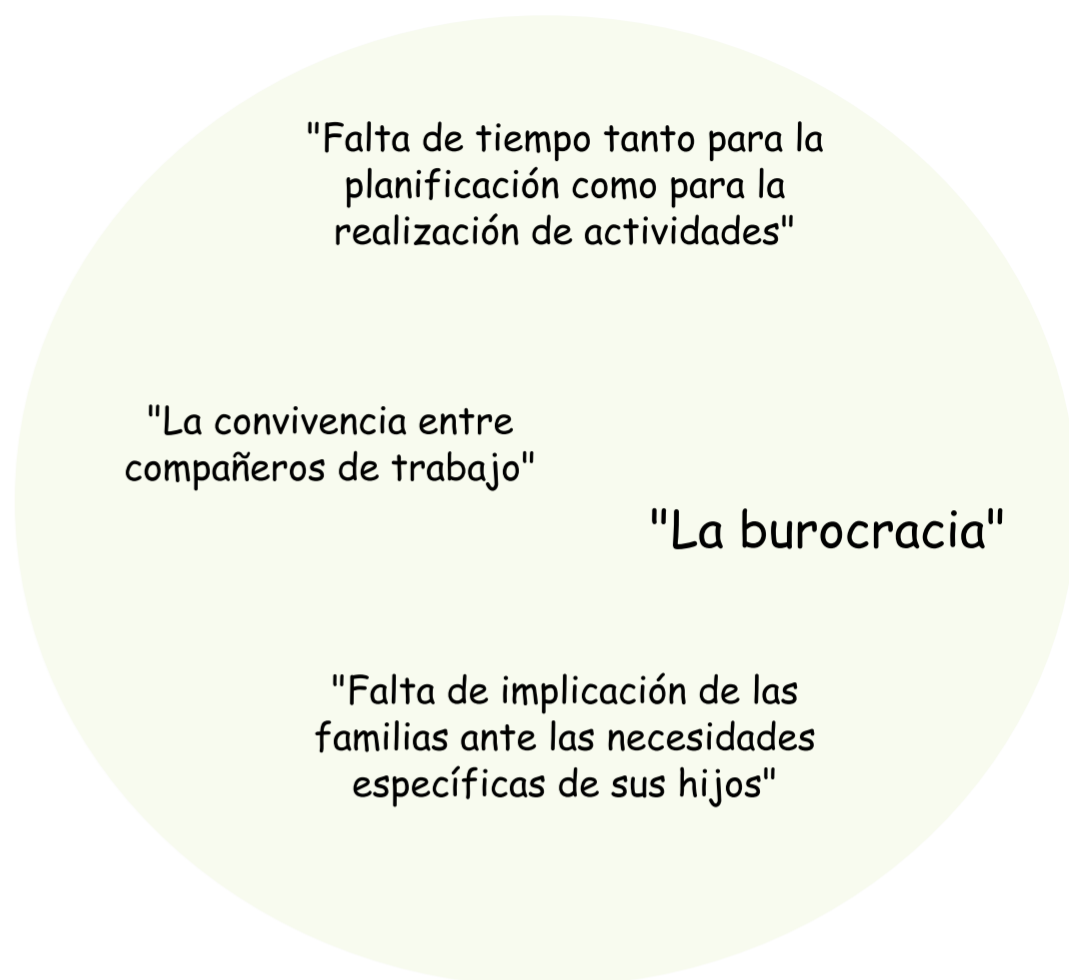 "Falta de tiempo tanto para la
planificación como para la
realización de actividades"
"La convivencia entre
compañeros de trabajo"
"La burocracia"
"Falta de implicación de las
familias ante las necesidades
específicas de sus hijos"